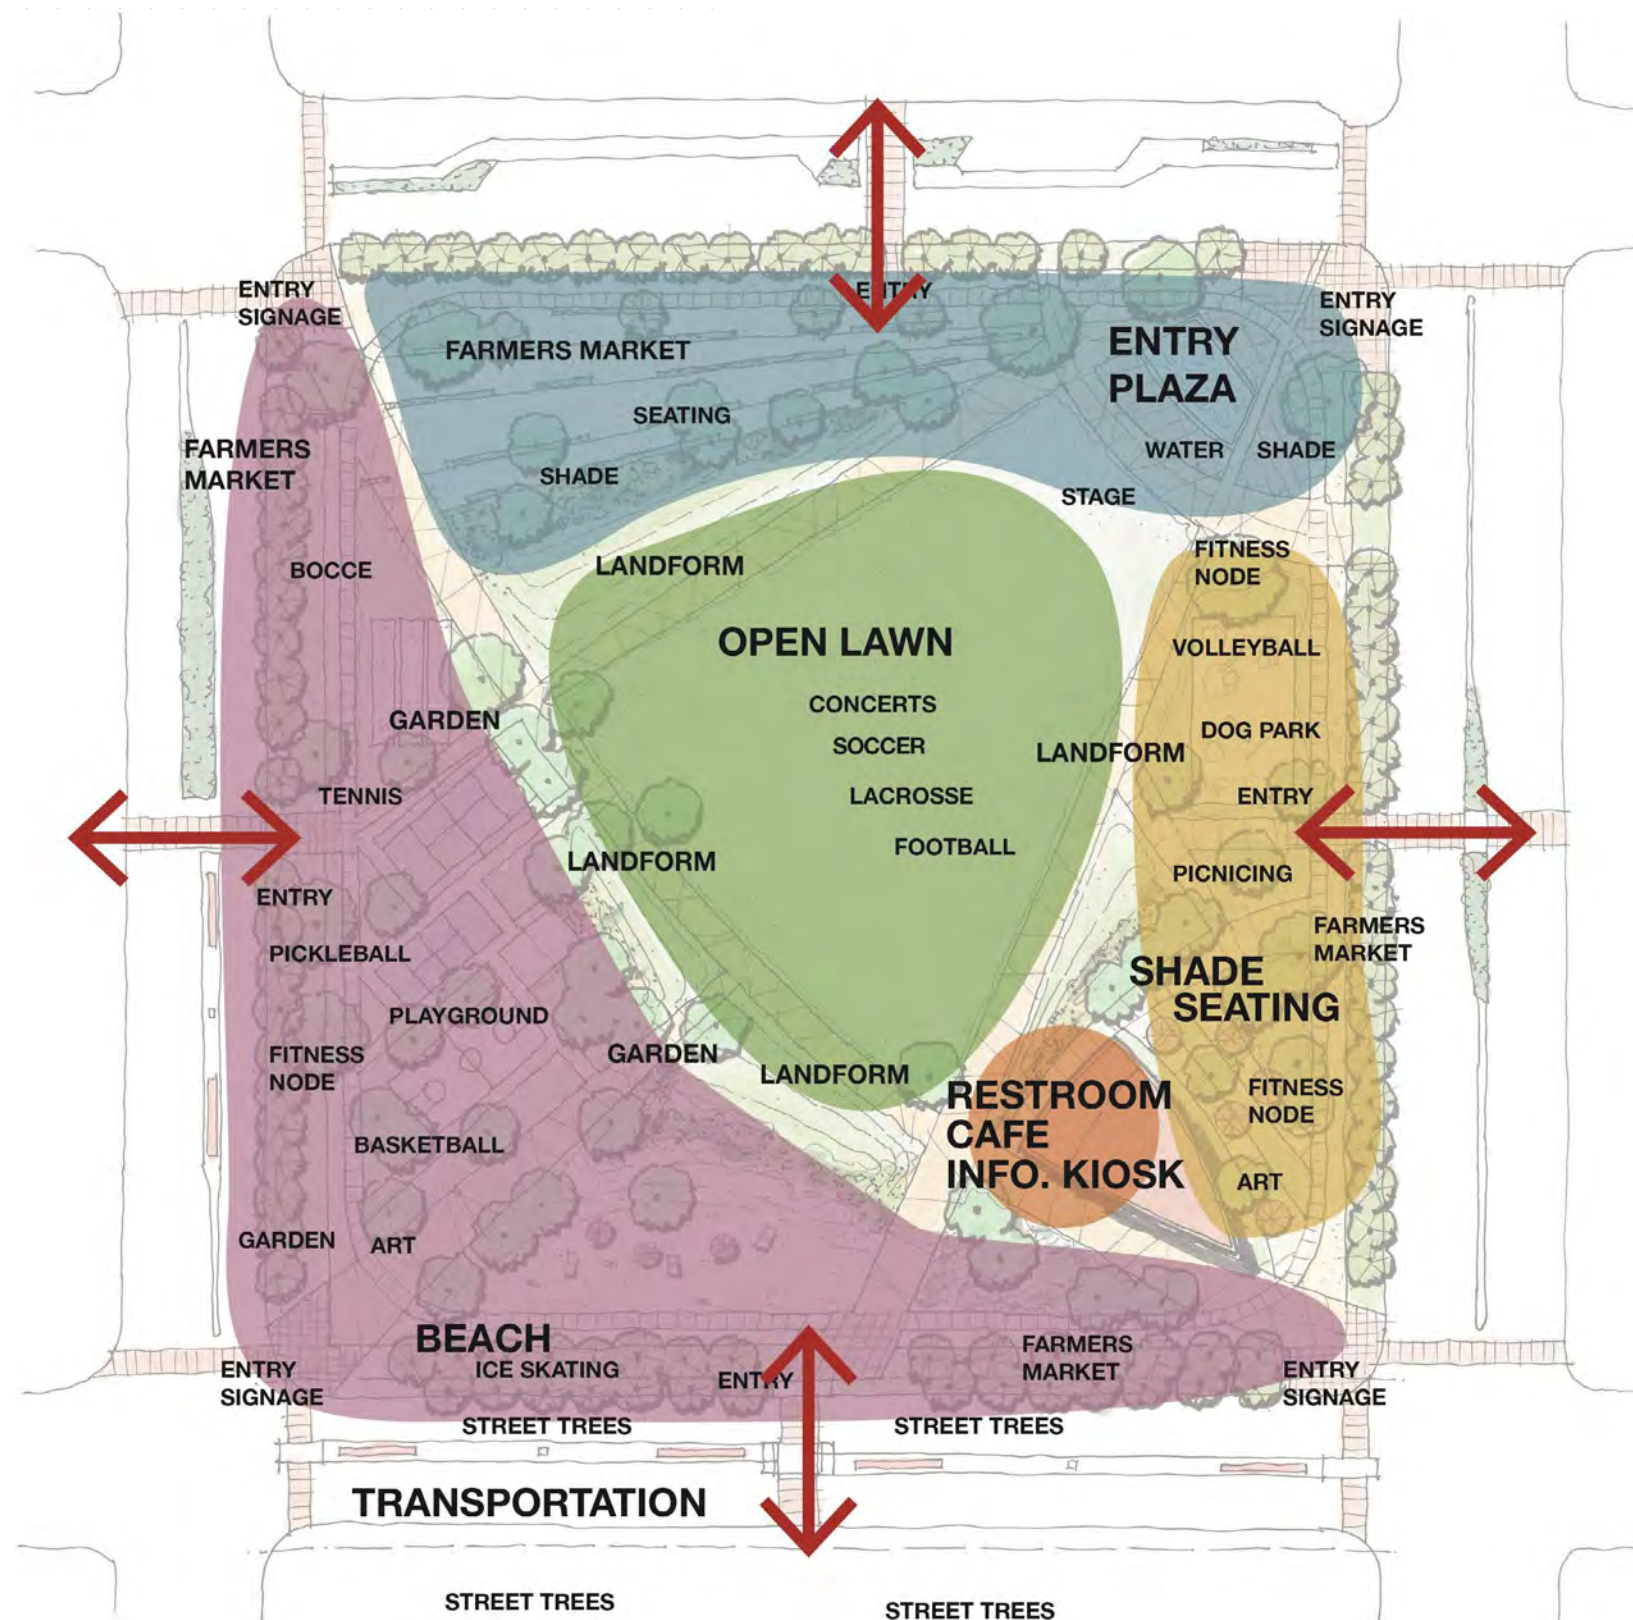 ENTRY
SIGNAGE
ENTRY
ENTRY
SIGNAGE
FARMERS MARKET
ENTRY
PLAZA
SEATING
FARMERS
MARKET
WATER
SHADE
SHADE
STAGE
BOCCE
LANDFORM
FITNESS
NODE
OPEN LAWN
VOLLEYBALL
CONCERTS
GARDEN
SOCCER
DOG PARK
LANDFORM
TENNIS
LACROSSE
ENTRY
FOOTBALL
LANDFORM
PICNICING
ENTRY
FARMERS
MARKET
PICKLEBALL
SHADE
SEATING
PLAYGROUND
FITNESS
NODE
GARDEN
LANDFORM
RESTROOM
CAFE
INFO. KIOSK
FITNESS
NODE
BASKETBALL
ART
GARDEN
ART
BEACH
ICE SKATING
ENTRY
FARMERS
MARKET
ENTRY
SIGNAGE
ENTRY
SIGNAGE
STREET TREES
STREET TREES
TRANSPORTATION
STREET TREES
STREET TREES